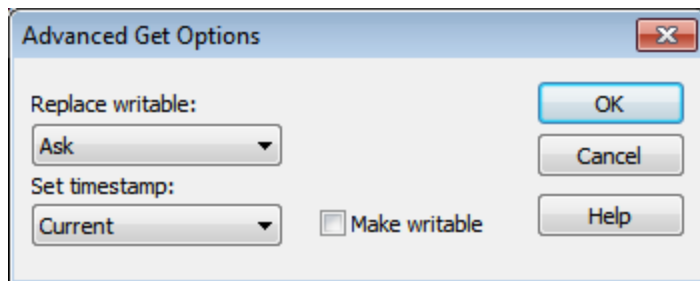 Advanced Get Options
Replace writable:
OK
Ask
Cancel
Set timestamp:
Current
Make writable
Help